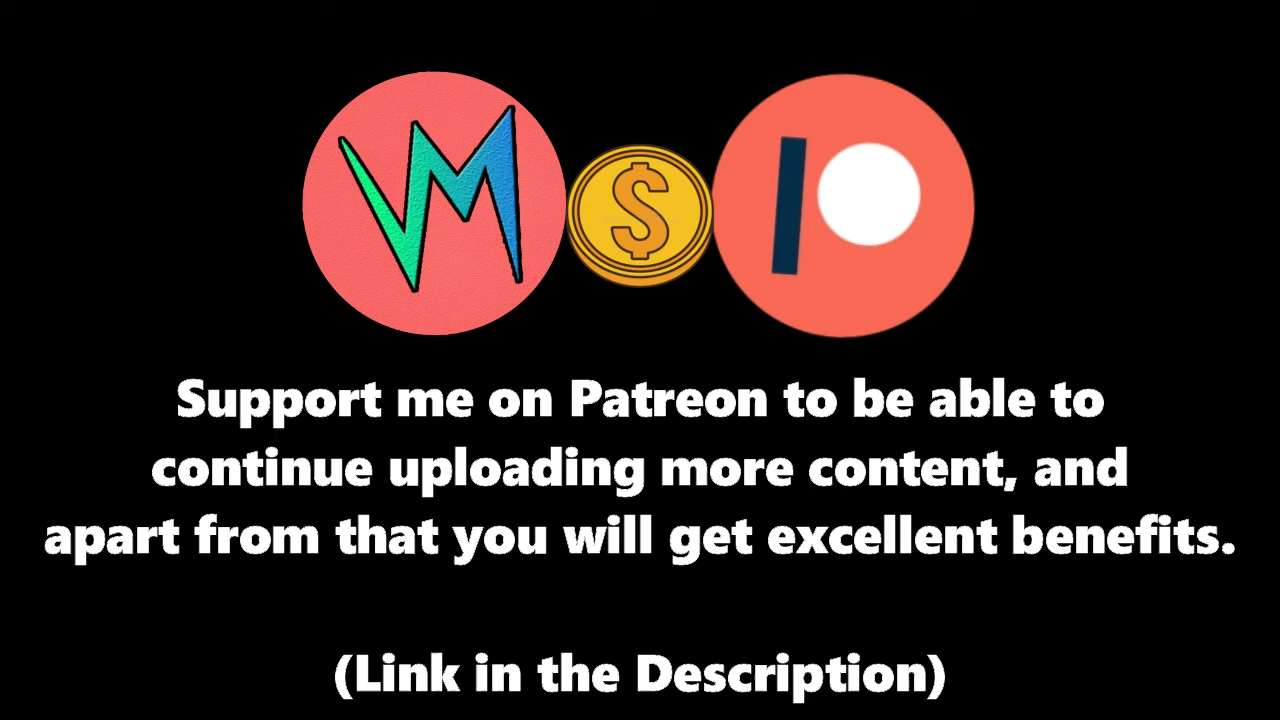 VM
$
Support me on Patreon to be able to
continue uploading more content, and
apart from that you will get excellent benefits.
(Link in the Description)